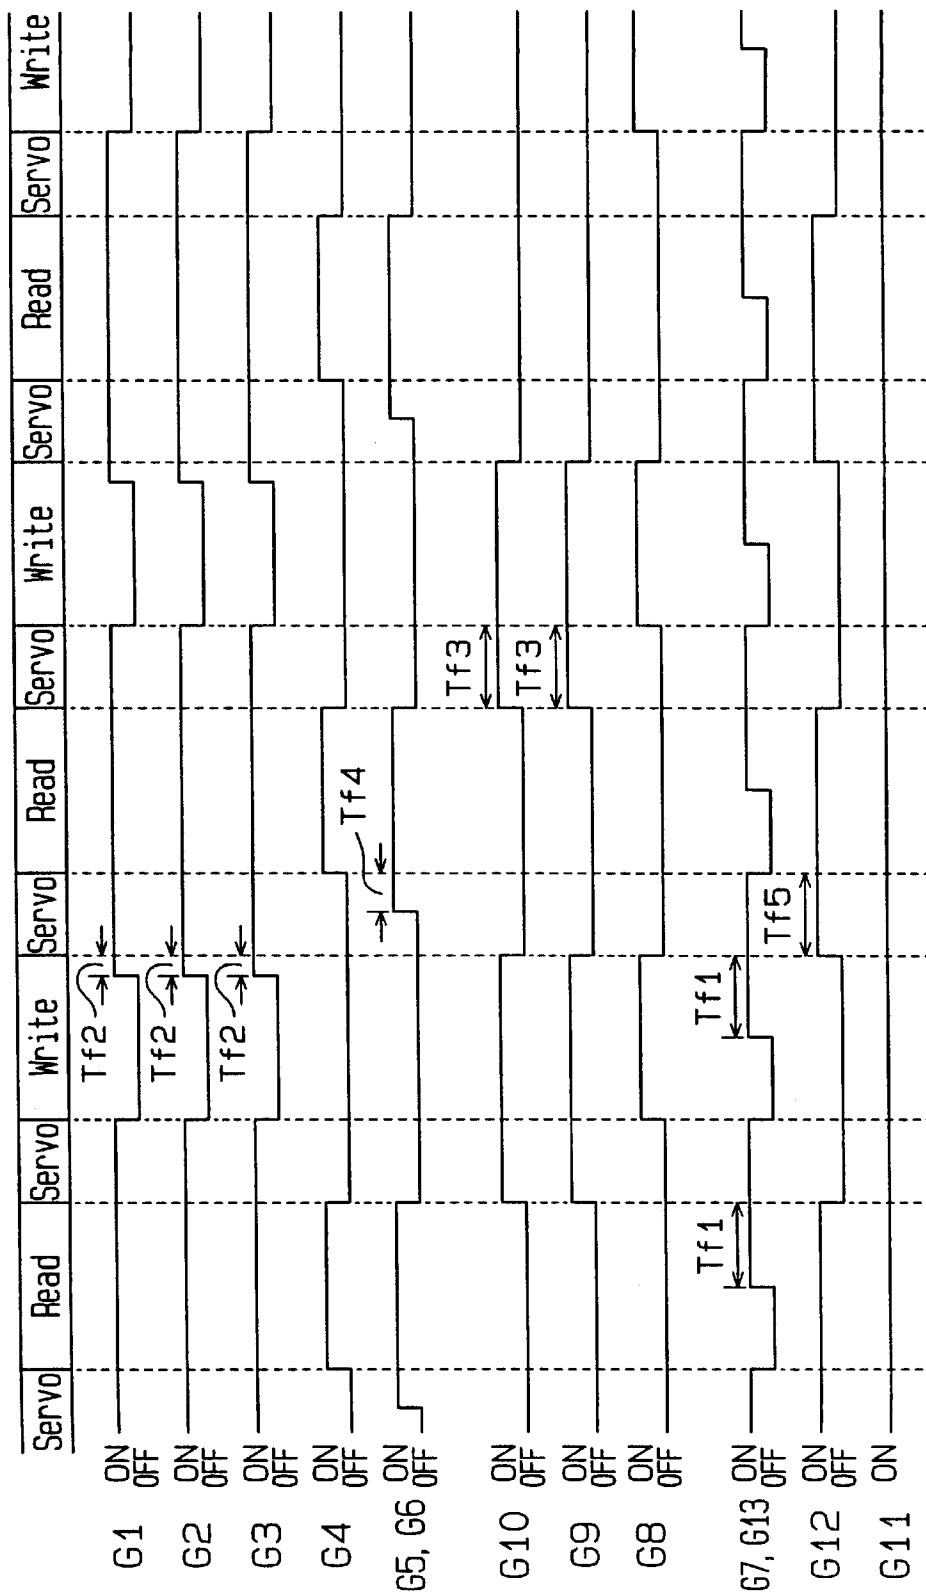 Servo Read Servo Write Servo Read Servo Write Servo Read Servo Write
G1 ON OFF Tf2
G2 ON OFF Tf2
G3 ON OFF Tf2
G4 ON OFF
G5, G6 ON OFF Tf4
G10 ON OFF Tf3
G9 ON OFF Tf3
G8 ON OFF
G7, G13 ON OFF Tf1 Tf1
G12 ON OFF Tf5
G11 ON